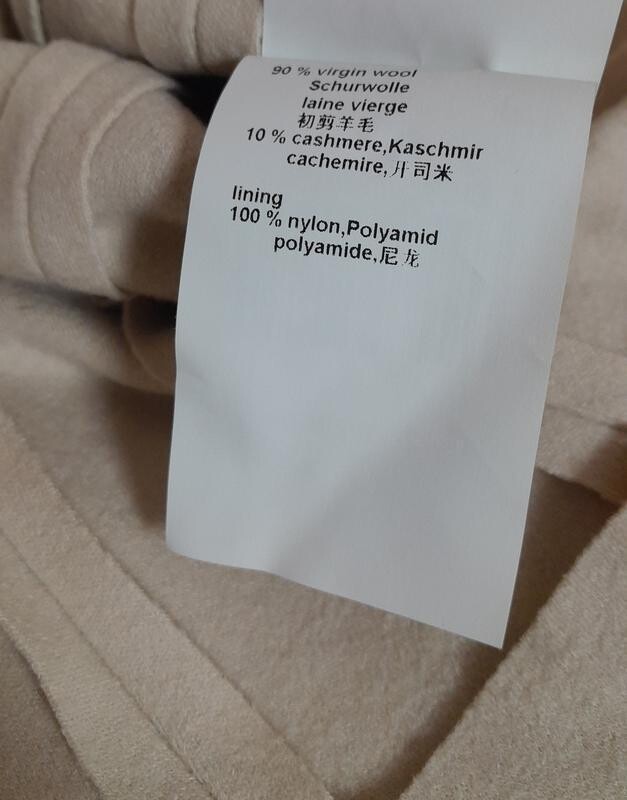 90 % virgin wool
Schurwolle
laine vierge
初剪羊毛
10 % cashmere,Kaschmir
cachemire,开司米
lining
100 % nylon,Polyamid
polyamide,尼龙